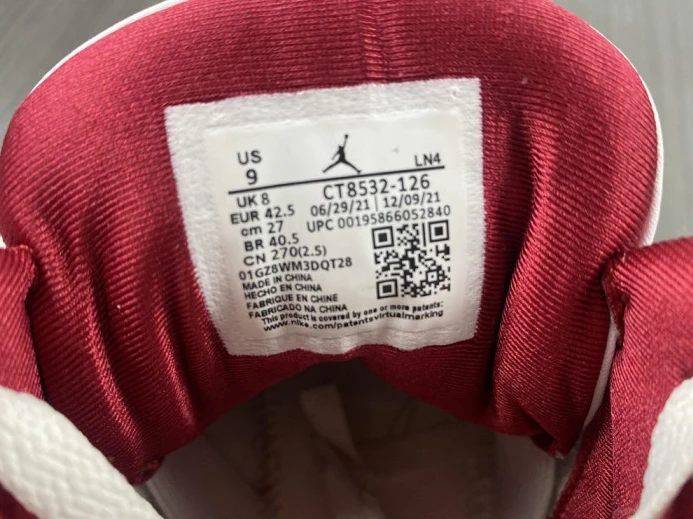 US
9
LN4
UK 8
EUR 42.5
cm 27
BR 40.5
CN 270(2.5)
CT8532-126
06/29/21 | 12/09/21
UPC 00195866052840
01GZ8WM3DQT28
MADE IN CHINA
HECHO EN CHINA
FABRIQUE EN CHINE
FABRICADO NA CHINA
This product is covered by one or more patents:
www.nike.com/patentsvirtualmarking